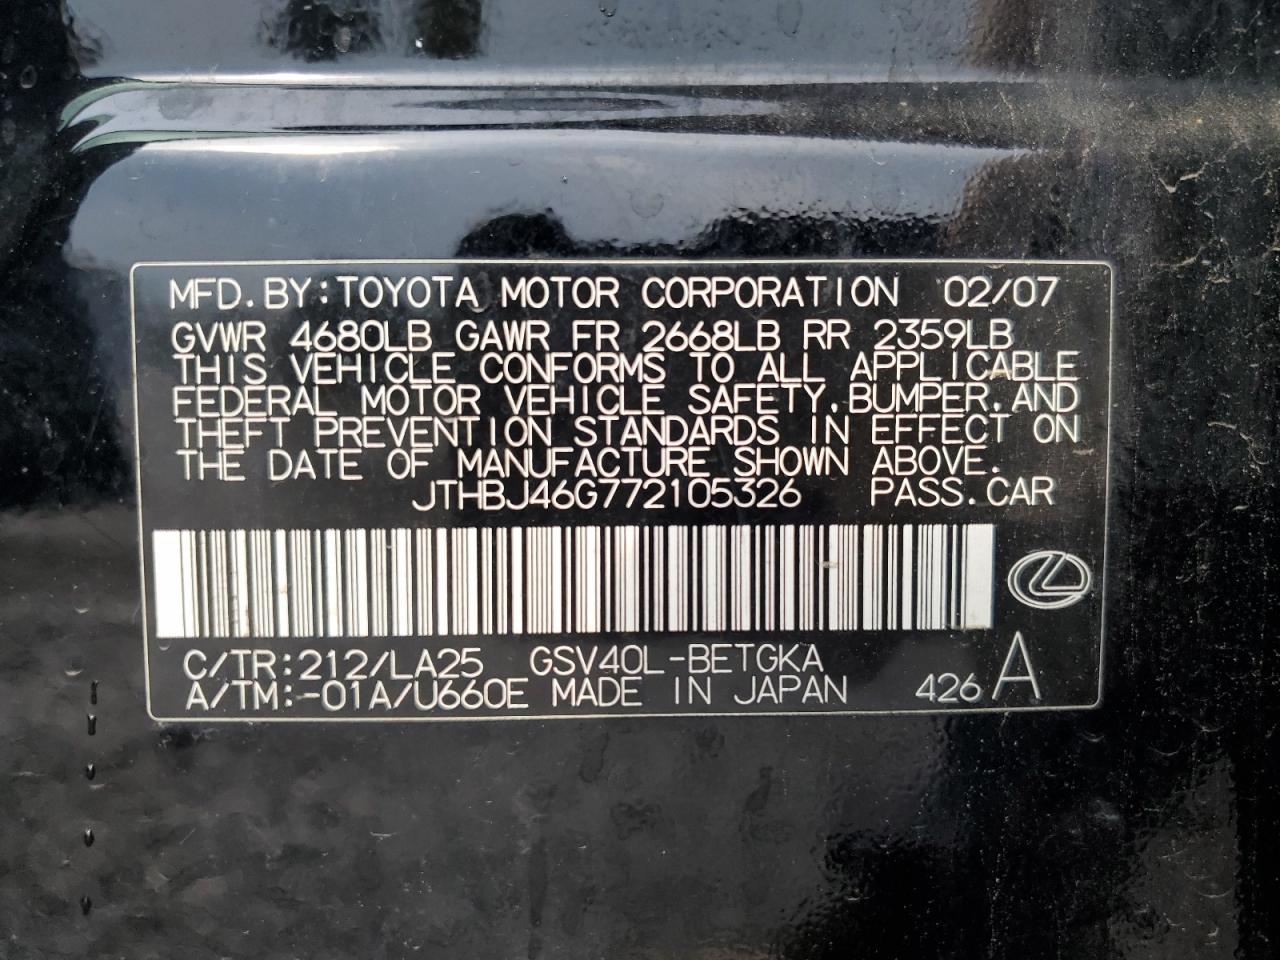 MFD.BY:TOYOTA MOTOR CORPORATION 02/07
GVWR 4680LB GAWR FR 2668LB RR 2359LB
THIS VEHICLE CONFORMS TO ALL APPLICABLE
FEDERAL MOTOR VEHICLE SAFETY,BUMPER,AND
THEFT PREVENTION STANDARDS IN EFFECT ON
THE DATE OF MANUFACTURE SHOWN ABOVE.
JTHBJ46G772105326 PASS.CAR
C/TR:212/LA25 GSV40L-BETGKA
A/TM:-01A/U660E MADE IN JAPAN 426 A